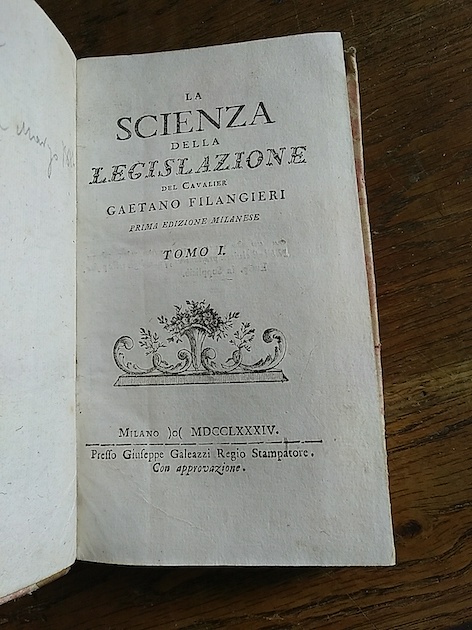 LA
SCIENZA
DELLA
LEGISLAZIONE
DEL CAVALIER
GAETANO FILANGIERI
PRIMA EDIZIONE MILANESE
TOMO I.
MILANO )o( MDCCLXXXIV.
Preſſo Giuſeppe Galeazzi Regio Stampatore.
Con approvazione.